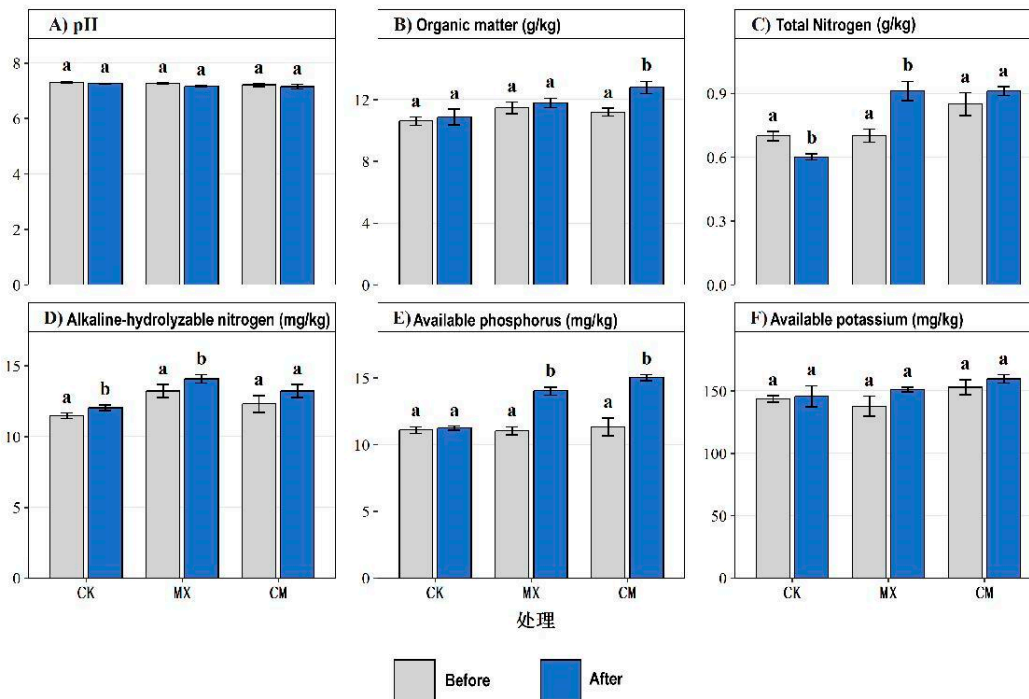 A) pH
B) Organic matter (g/kg)
C) Total Nitrogen (g/kg)
8
6
4
2
0
a a a a a a
12
8
4
0
a a a a a b
0.9
0.6
0.3
0.0
a b a b a a
D) Alkaline-hydrolyzable nitrogen (mg/kg)
E) Available phosphorus (mg/kg)
F) Available potassium (mg/kg)
15
10
5
0
a b a b a a
15
10
5
0
a a a b a b
150
100
50
0
a a a a a a
CK MX CM
CK MX CM
CK MX CM
处理
Before
After